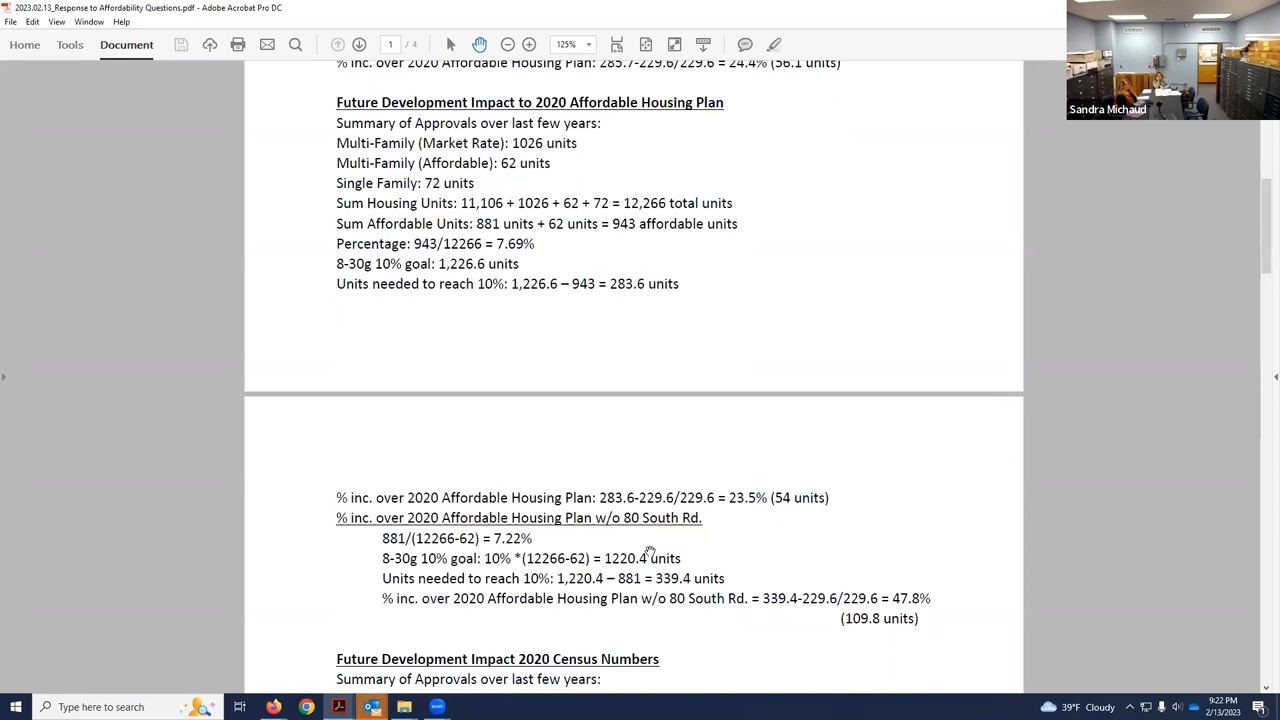 2023.02.13_Response to Affordability Questions.pdf - Adobe Acrobat Pro DC
File Edit View Window Help
Home Tools Document 1 / 4 125%
Sandra Michaud
% inc. over 2020 Affordable Housing Plan: 285.7-229.6/229.6 = 24.4% (56.1 units)
Future Development Impact to 2020 Affordable Housing Plan
Summary of Approvals over last few years:
Multi-Family (Market Rate): 1026 units
Multi-Family (Affordable): 62 units
Single Family: 72 units
Sum Housing Units: 11,106 + 1026 + 62 + 72 = 12,266 total units
Sum Affordable Units: 881 units + 62 units = 943 affordable units
Percentage: 943/12266 = 7.69%
8-30g 10% goal: 1,226.6 units
Units needed to reach 10%: 1,226.6 – 943 = 283.6 units
% inc. over 2020 Affordable Housing Plan: 283.6-229.6/229.6 = 23.5% (54 units)
% inc. over 2020 Affordable Housing Plan w/o 80 South Rd.
881/(12266-62) = 7.22%
8-30g 10% goal: 10% *(12266-62) = 1220.4 units
Units needed to reach 10%: 1,220.4 – 881 = 339.4 units
% inc. over 2020 Affordable Housing Plan w/o 80 South Rd. = 339.4-229.6/229.6 = 47.8%
(109.8 units)
Future Development Impact 2020 Census Numbers
Summary of Approvals over last few years:
Type here to search
39°F Cloudy
9:22 PM
2/13/2023